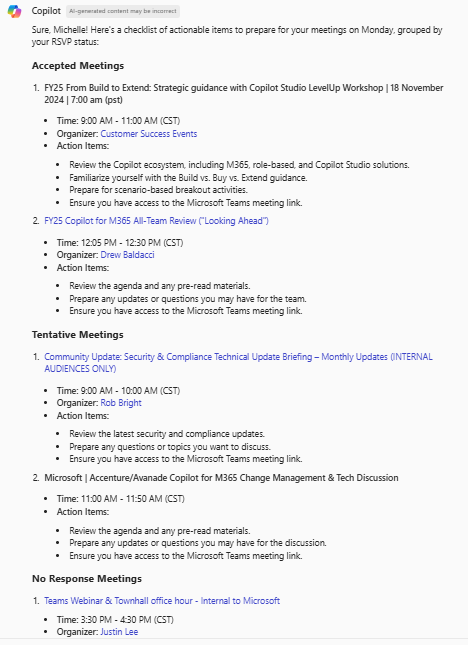 Copilot AI-generated content may be incorrect
Sure, Michelle! Here's a checklist of actionable items to prepare for your meetings on Monday, grouped by
your RSVP status:
Accepted Meetings
1. FY25 From Build to Extend: Strategic guidance with Copilot Studio LevelUp Workshop | 18 November
2024 | 7:00 am (pst)
• Time: 9:00 AM - 11:00 AM (CST)
• Organizer: Customer Success Events
• Action Items:
• Review the Copilot ecosystem, including M365, role-based, and Copilot Studio solutions.
• Familiarize yourself with the Build vs. Buy vs. Extend guidance.
• Prepare for scenario-based breakout activities.
• Ensure you have access to the Microsoft Teams meeting link.
2. FY25 Copilot for M365 All-Team Review ("Looking Ahead")
• Time: 12:05 PM - 12:30 PM (CST)
• Organizer: Drew Baldacci
• Action Items:
• Review the agenda and any pre-read materials.
• Prepare any updates or questions you may have for the team.
• Ensure you have access to the Microsoft Teams meeting link.
Tentative Meetings
1. Community Update: Security & Compliance Technical Update Briefing – Monthly Updates (INTERNAL
AUDIENCES ONLY)
• Time: 9:00 AM - 10:00 AM (CST)
• Organizer: Rob Bright
• Action Items:
• Review the latest security and compliance updates.
• Prepare any questions or topics you want to discuss.
• Ensure you have access to the Microsoft Teams meeting link.
2. Microsoft | Accenture/Avanade Copilot for M365 Change Management & Tech Discussion
• Time: 11:00 AM - 11:50 AM (CST)
• Action Items:
• Review the agenda and any pre-read materials.
• Prepare any updates or questions you may have for the discussion.
• Ensure you have access to the Microsoft Teams meeting link.
No Response Meetings
1. Teams Webinar & Townhall office hour - Internal to Microsoft
• Time: 3:30 PM - 4:30 PM (CST)
• Organizer: Justin Lee